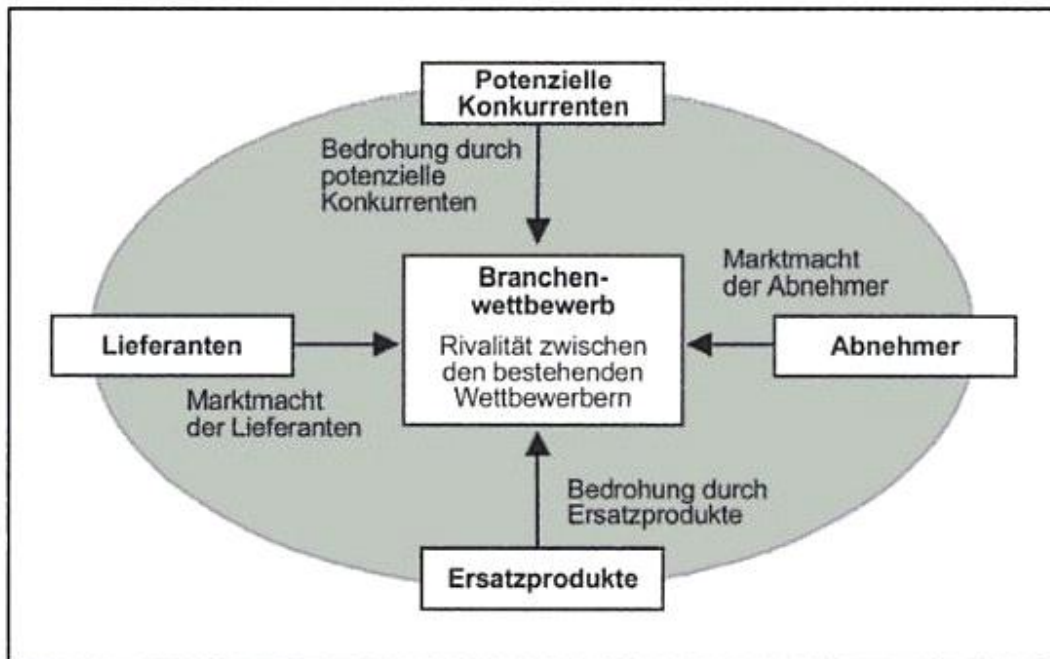 Potenzielle
Konkurrenten
Bedrohung durch
potenzielle
Konkurrenten
Marktmacht
der Abnehmer
Branchen-
wettbewerb
Rivalität zwischen
den bestehenden
Wettbewerbern
Lieferanten
Abnehmer
Marktmacht
der Lieferanten
Bedrohung durch
Ersatzprodukte
Ersatzprodukte